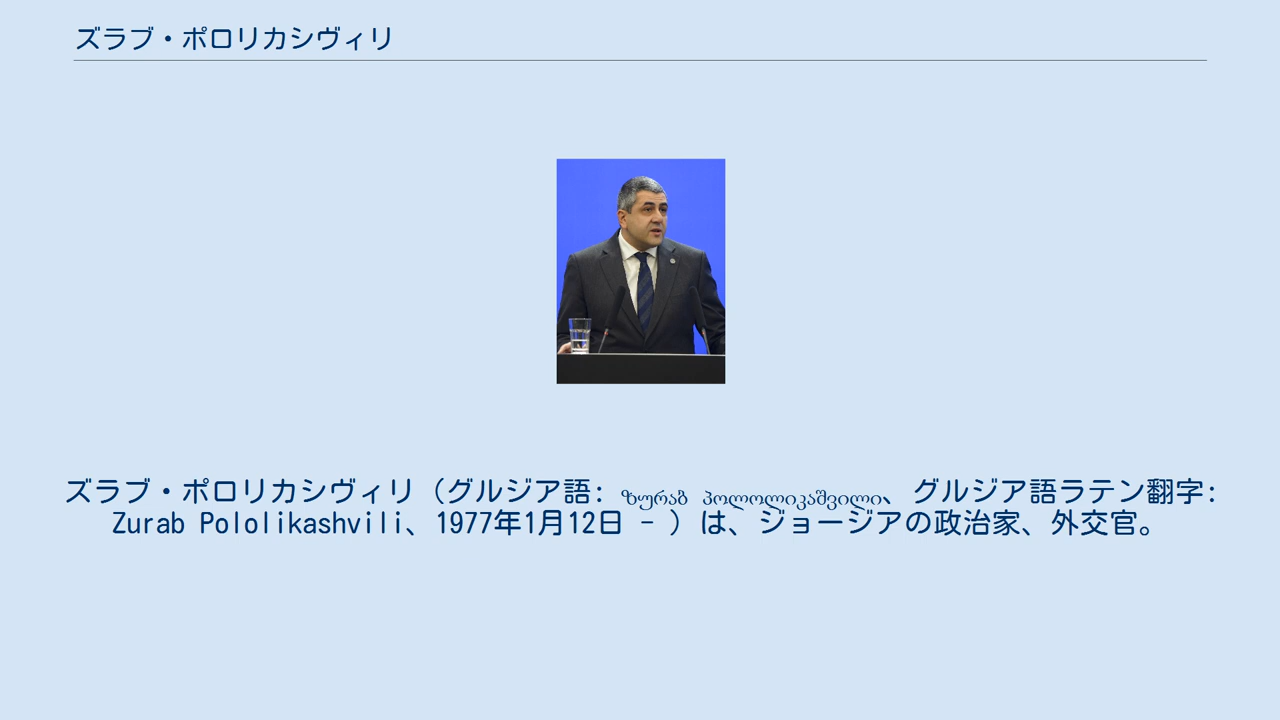 ズラブ・ポロリカシヴィリ
ズラブ・ポロリカシヴィリ（グルジア語: ზურაბ პოლოლიკაშვილი、グルジア語ラテン翻字:
Zurab Pololikashvili、1977年1月12日 - ）は、ジョージアの政治家、外交官。